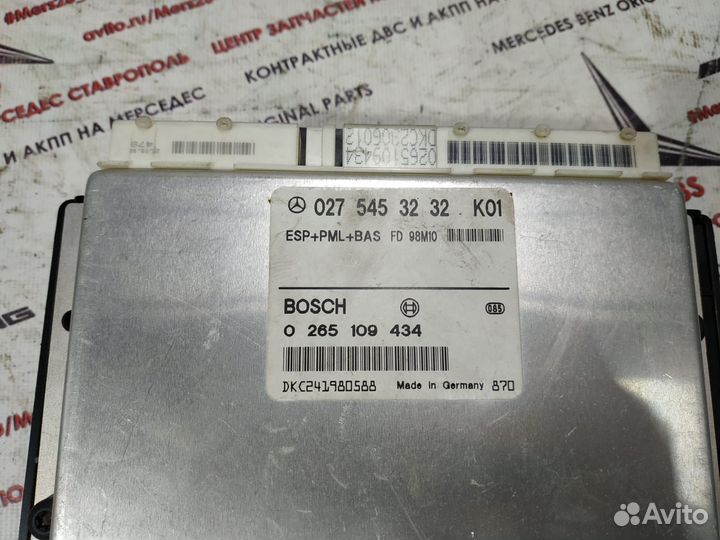 avito.ru/Mers26
ЦЕНТР ЗАПЧАСТЕЙ
КОНТРАКТНЫЕ ДВС И АКПП
MERCEDES BENZ ORIG
СЕДЕС СТАВРОПОЛЬ
И АКПП НА МЕРСЕДЕС
ORIGINAL PARTS
0265109434
027 545 32 32 K01
ESP+PML+BAS FD 98M10
BOSCH
085
0 265 109 434
DKC241980588 Made in Germany 870
Avito